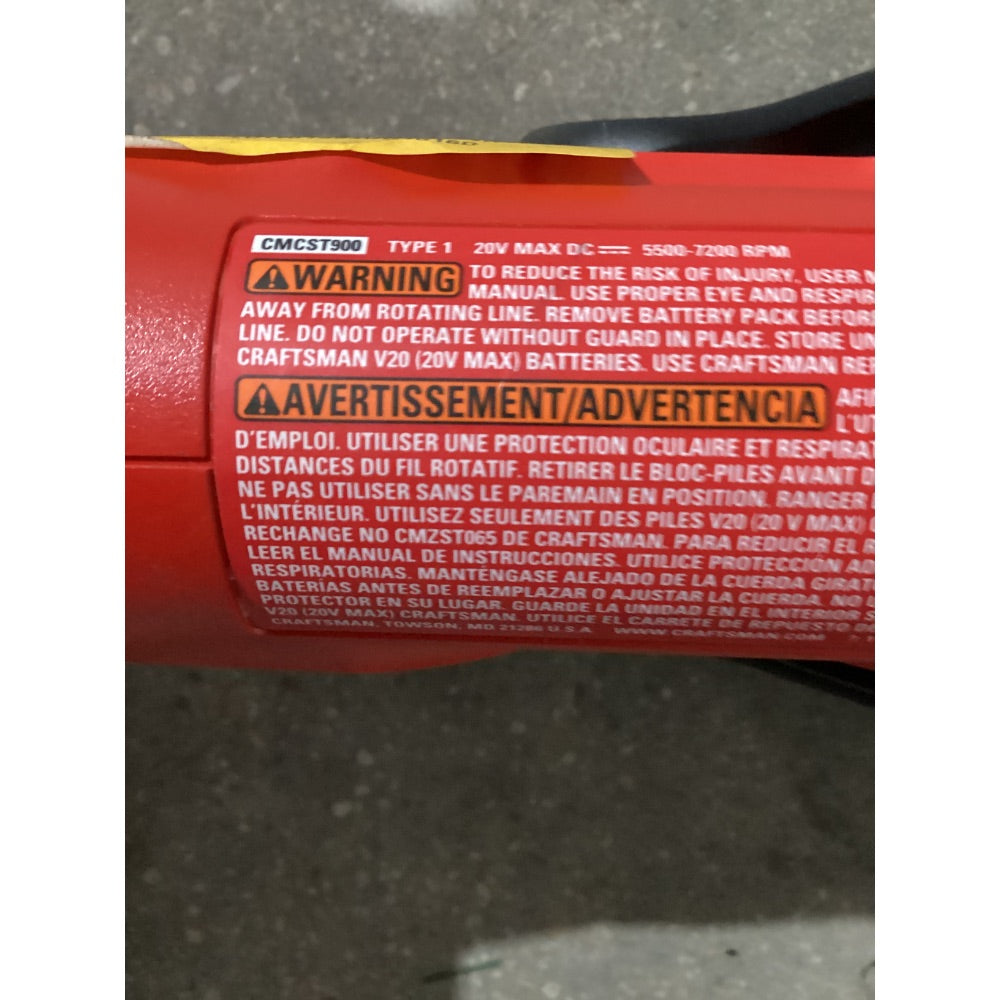 CMCST900 TYPE 1 20V MAX DC 5500-7200 RPM
⚠WARNING TO REDUCE THE RISK OF INJURY, USER
MANUAL. USE PROPER EYE AND
AWAY FROM ROTATING LINE. REMOVE BATTERY PACK
LINE. DO NOT OPERATE WITHOUT GUARD IN PLACE. STORE
CRAFTSMAN V20 (20V MAX) BATTERIES. USE CRAFTSMAN
⚠AVERTISSEMENT/ADVERTENCIA
D'EMPLOI. UTILISER UNE PROTECTION OCULAIRE ET
DISTANCES DU FIL ROTATIF. RETIRER LE BLOC-PILES AVANT
NE PAS UTILISER SANS LE PAREMAIN EN POSITION. RANGER
L'INTÉRIEUR. UTILISEZ SEULEMENT DES PILES V20 (20 V MAX)
RECHANGE NO CMZST065 DE CRAFTSMAN. PARA REDUCIR EL
LEER EL MANUAL DE INSTRUCCIONES. UTILICE PROTECCIÓN
RESPIRATORIAS. MANTÉNGASE ALEJADO DE LA CUERDA
BATERÍAS ANTES DE REEMPLAZAR O AJUSTAR LA CUERDA. NO
PROTECTOR EN SU LUGAR. GUARDE LA UNIDAD EN EL INTERIOR
V20 (20V MAX) CRAFTSMAN. UTILICE EL CARRETE DE REPUESTO
CRAFTSMAN, TOWSON, MD 21286 U.S.A WWW.CRAFTSMAN.COM